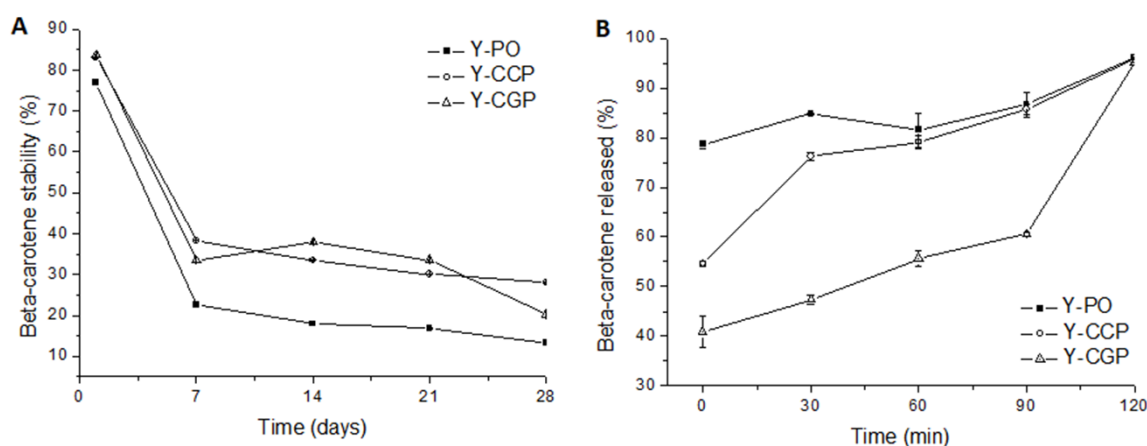 A
Beta-carotene stability (%)
90
80
70
60
50
40
30
20
10
0
7
14
21
28
Time (days)
Y-PO
Y-CCP
Y-CGP
B
Beta-carotene released (%)
100
90
80
70
60
50
40
30
0
30
60
90
120
Time (min)
Y-PO
Y-CCP
Y-CGP